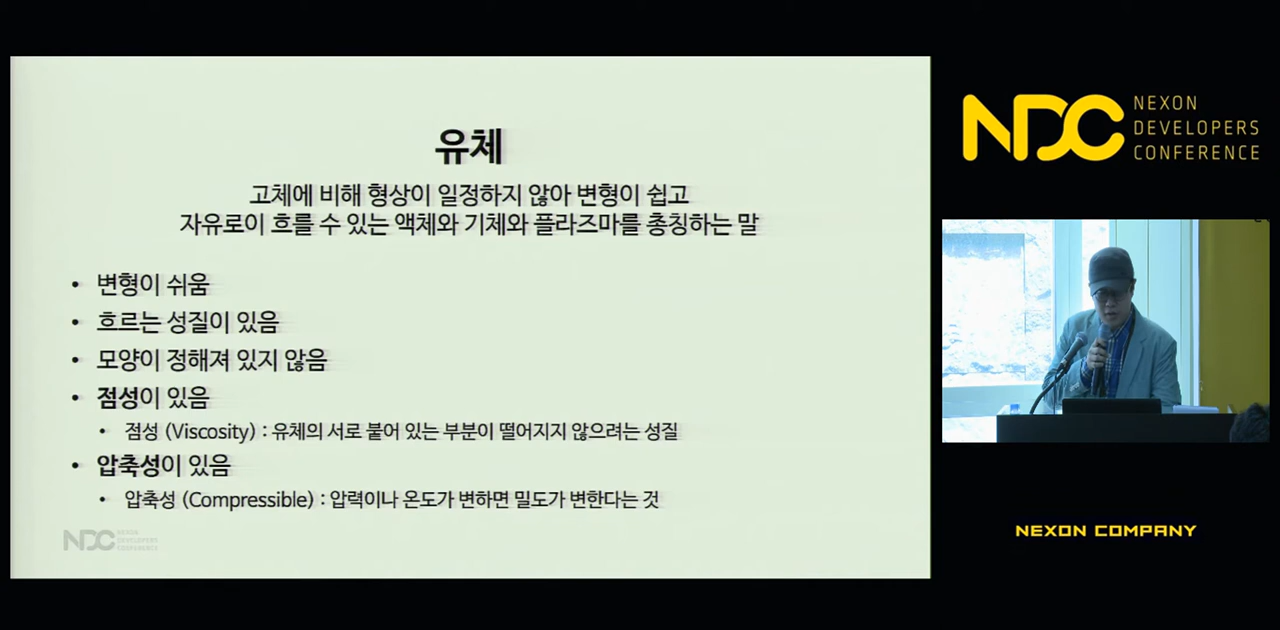 유체
고체에 비해 형상이 일정하지 않아 변형이 쉽고
자유로이 흐를 수 있는 액체와 기체와 플라즈마를 총칭하는 말
• 변형이 쉬움
• 흐르는 성질이 있음
• 모양이 정해져 있지 않음
• 점성이 있음
• 점성 (Viscosity) : 유체의 서로 붙어 있는 부분이 떨어지지 않으려는 성질
• 압축성이 있음
• 압축성 (Compressible) : 압력이나 온도가 변하면 밀도가 변한다는 것
NDC NEXON
DEVELOPERS
CONFERENCE
NDC
NEXON
DEVELOPERS
CONFERENCE
NEXON COMPANY